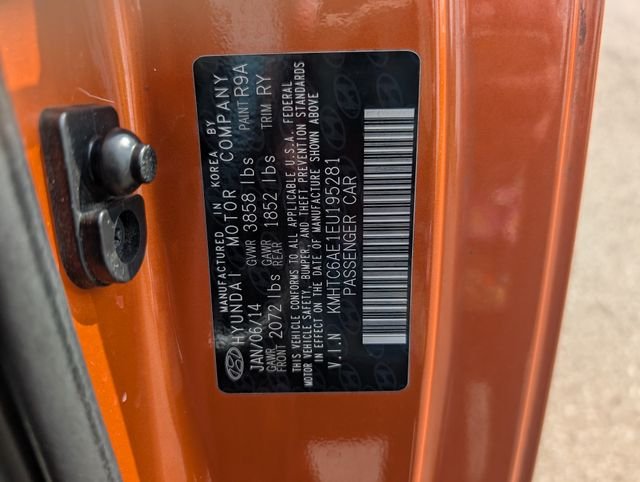 MANUFACTURED IN KOREA BY
HYUNDAI MOTOR COMPANY
JAN/06/14 GVWR 3858 lbs PAINT R9A
GAWR FRONT 2072 lbs GAWR REAR 1852 lbs TRIM RY
THIS VEHICLE CONFORMS TO ALL APPLICABLE U.S.A. FEDERAL
MOTOR VEHICLE SAFETY, BUMPER, AND THEFT PREVENTION STANDARDS
IN EFFECT ON THE DATE OF MANUFACTURE SHOWN ABOVE
V.I.N KMHTC6AE1EU195281
PASSENGER CAR